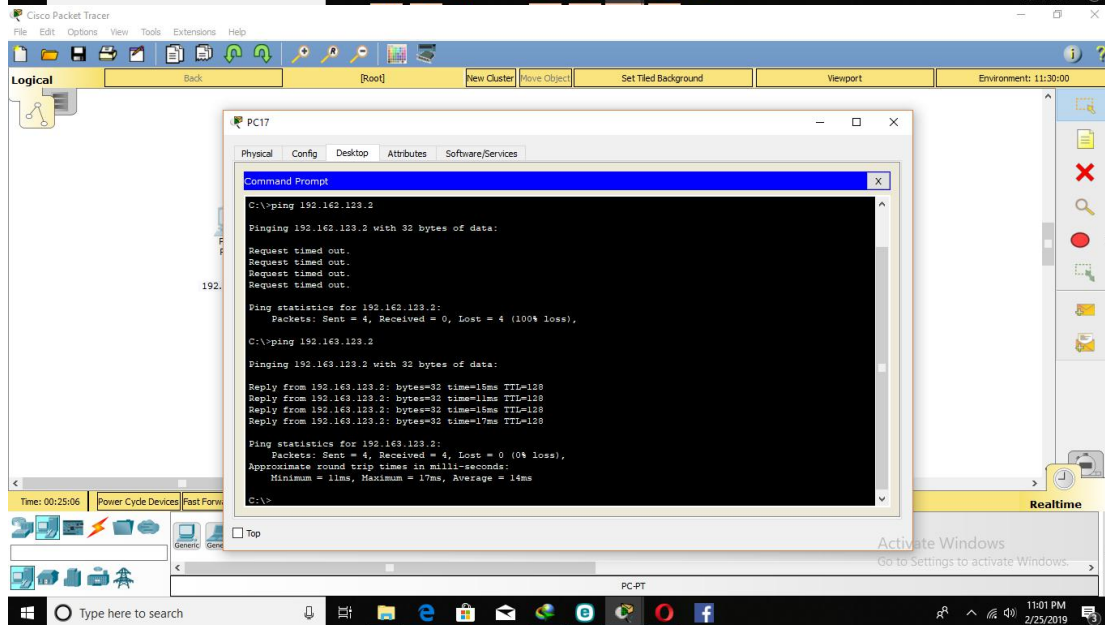 Cisco Packet Tracer
File Edit Options View Tools Extensions Help
Logical Back [Root] New Cluster Move Object Set Tiled Background Viewport Environment: 11:30:00
PC17
Physical Config Desktop Attributes Software/Services
Command Prompt X
C:\>ping 192.162.123.2
Pinging 192.162.123.2 with 32 bytes of data:
Request timed out.
Request timed out.
Request timed out.
Request timed out.
192.
Ping statistics for 192.162.123.2:
Packets: Sent = 4, Received = 0, Lost = 4 (100% loss),
C:\>ping 192.163.123.2
Pinging 192.163.123.2 with 32 bytes of data:
Reply from 192.163.123.2: bytes=32 time=15ms TTL=128
Reply from 192.163.123.2: bytes=32 time=11ms TTL=128
Reply from 192.163.123.2: bytes=32 time=15ms TTL=128
Reply from 192.163.123.2: bytes=32 time=17ms TTL=128
Ping statistics for 192.163.123.2:
Packets: Sent = 4, Received = 4, Lost = 0 (0% loss),
Approximate round trip times in milli-seconds:
Minimum = 11ms, Maximum = 17ms, Average = 14ms
C:\>
Time: 00:25:06 Power Cycle Devices Fast Forw Realtime
Top
Generic Gene
Activate Windows
Go to Settings to activate Windows.
PC-PT
Type here to search
11:01 PM
2/25/2019